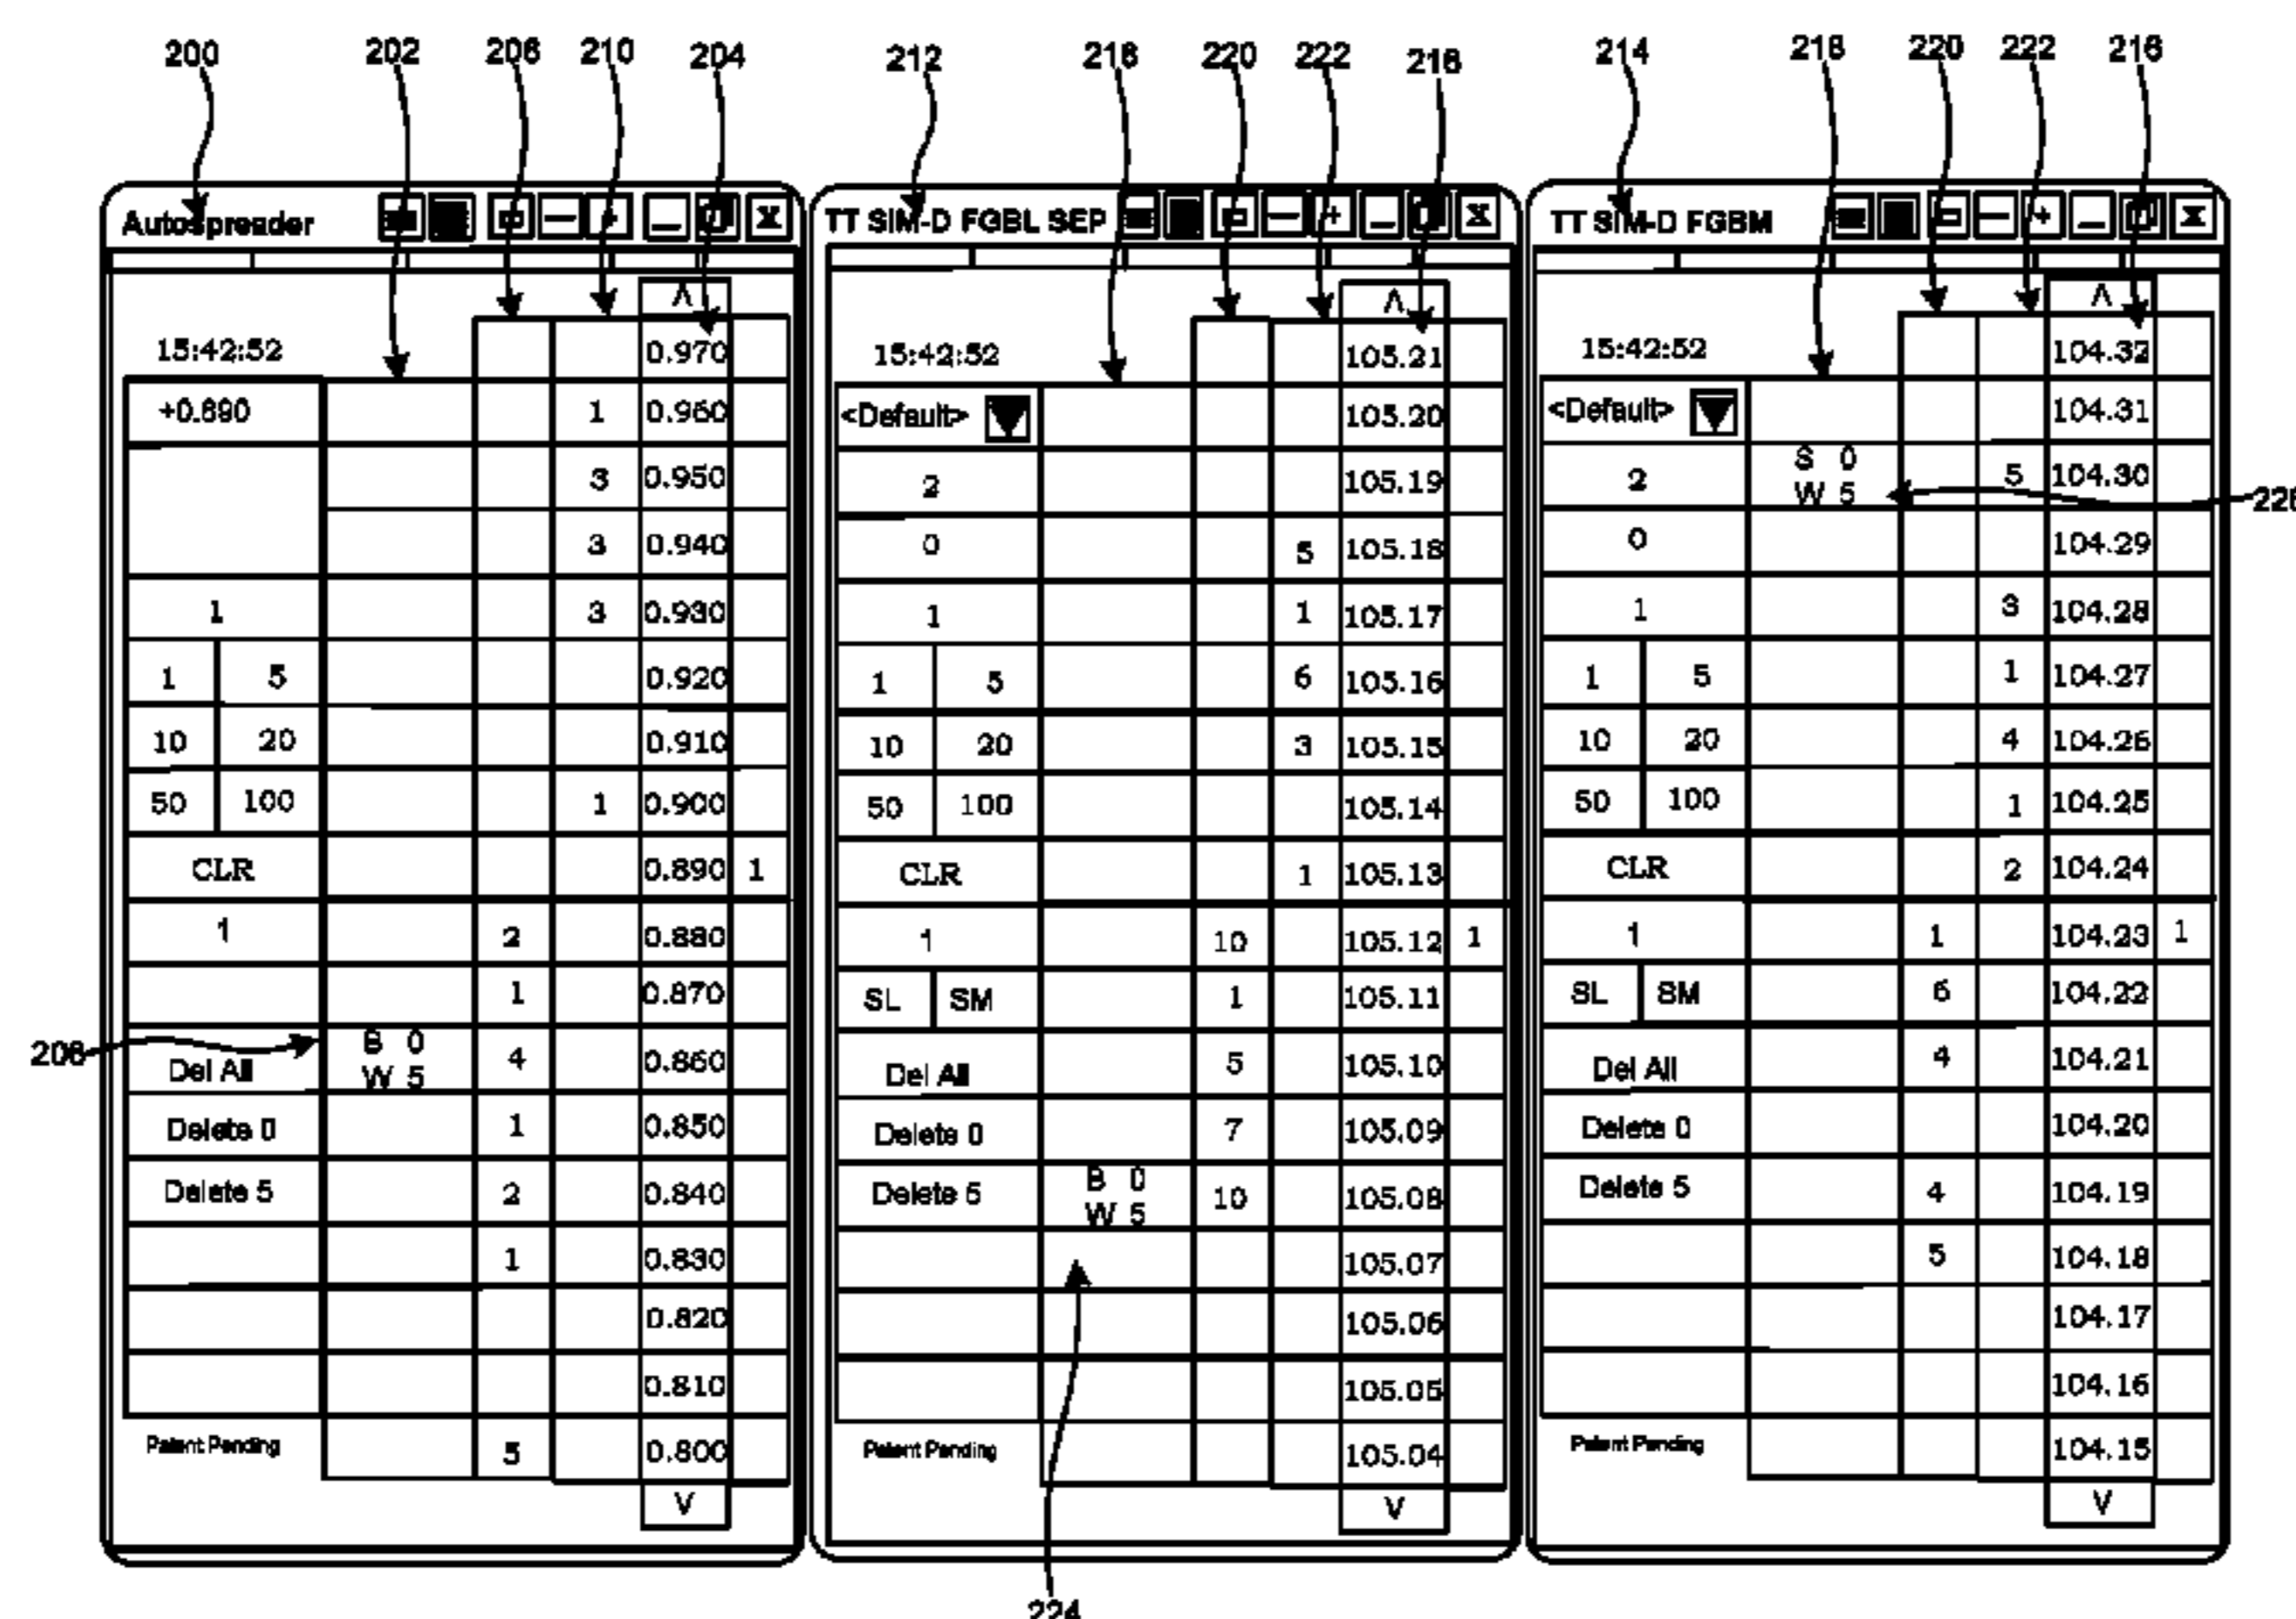 200 202 206 210 204 212 218 220 222 216 214 218 220 222 216
Autospreader TT SIM-D FGBL SEP TT SIM-D FGBM
Λ Λ Λ
15:42:52 0.970 15:42:52 105.21 15:42:52 104.32
+0.890 1 0.960 <Default> 105.20 <Default> 104.31
3 0.950 2 105.19 2 S 0 W 5 5 104.30 226
3 0.940 0 5 105.18 0 104.29
1 3 0.930 1 1 105.17 1 3 104.28
1 5 0.920 1 5 6 105.16 1 5 1 104.27
10 20 0.910 10 20 3 105.15 10 20 4 104.26
50 100 1 0.900 50 100 105.14 50 100 1 104.25
CLR 0.890 1 CLR 1 105.13 CLR 2 104.24
1 2 0.880 1 10 105.12 1 1 1 104.23 1
1 0.870 SL SM 1 105.11 SL SM 6 104.22
208 Del All B 0 W 5 4 0.860 Del All 5 105.10 Del All 4 104.21
Delete 0 1 0.850 Delete 0 7 105.09 Delete 0 104.20
Delete 5 2 0.840 Delete 5 B 0 W 5 10 105.08 Delete 5 4 104.19
1 0.830 105.07 5 104.18
0.820 105.06 104.17
0.810 105.05 104.16
Patent Pending 5 0.800 Patent Pending 105.04 Patent Pending 104.15
V V V
224